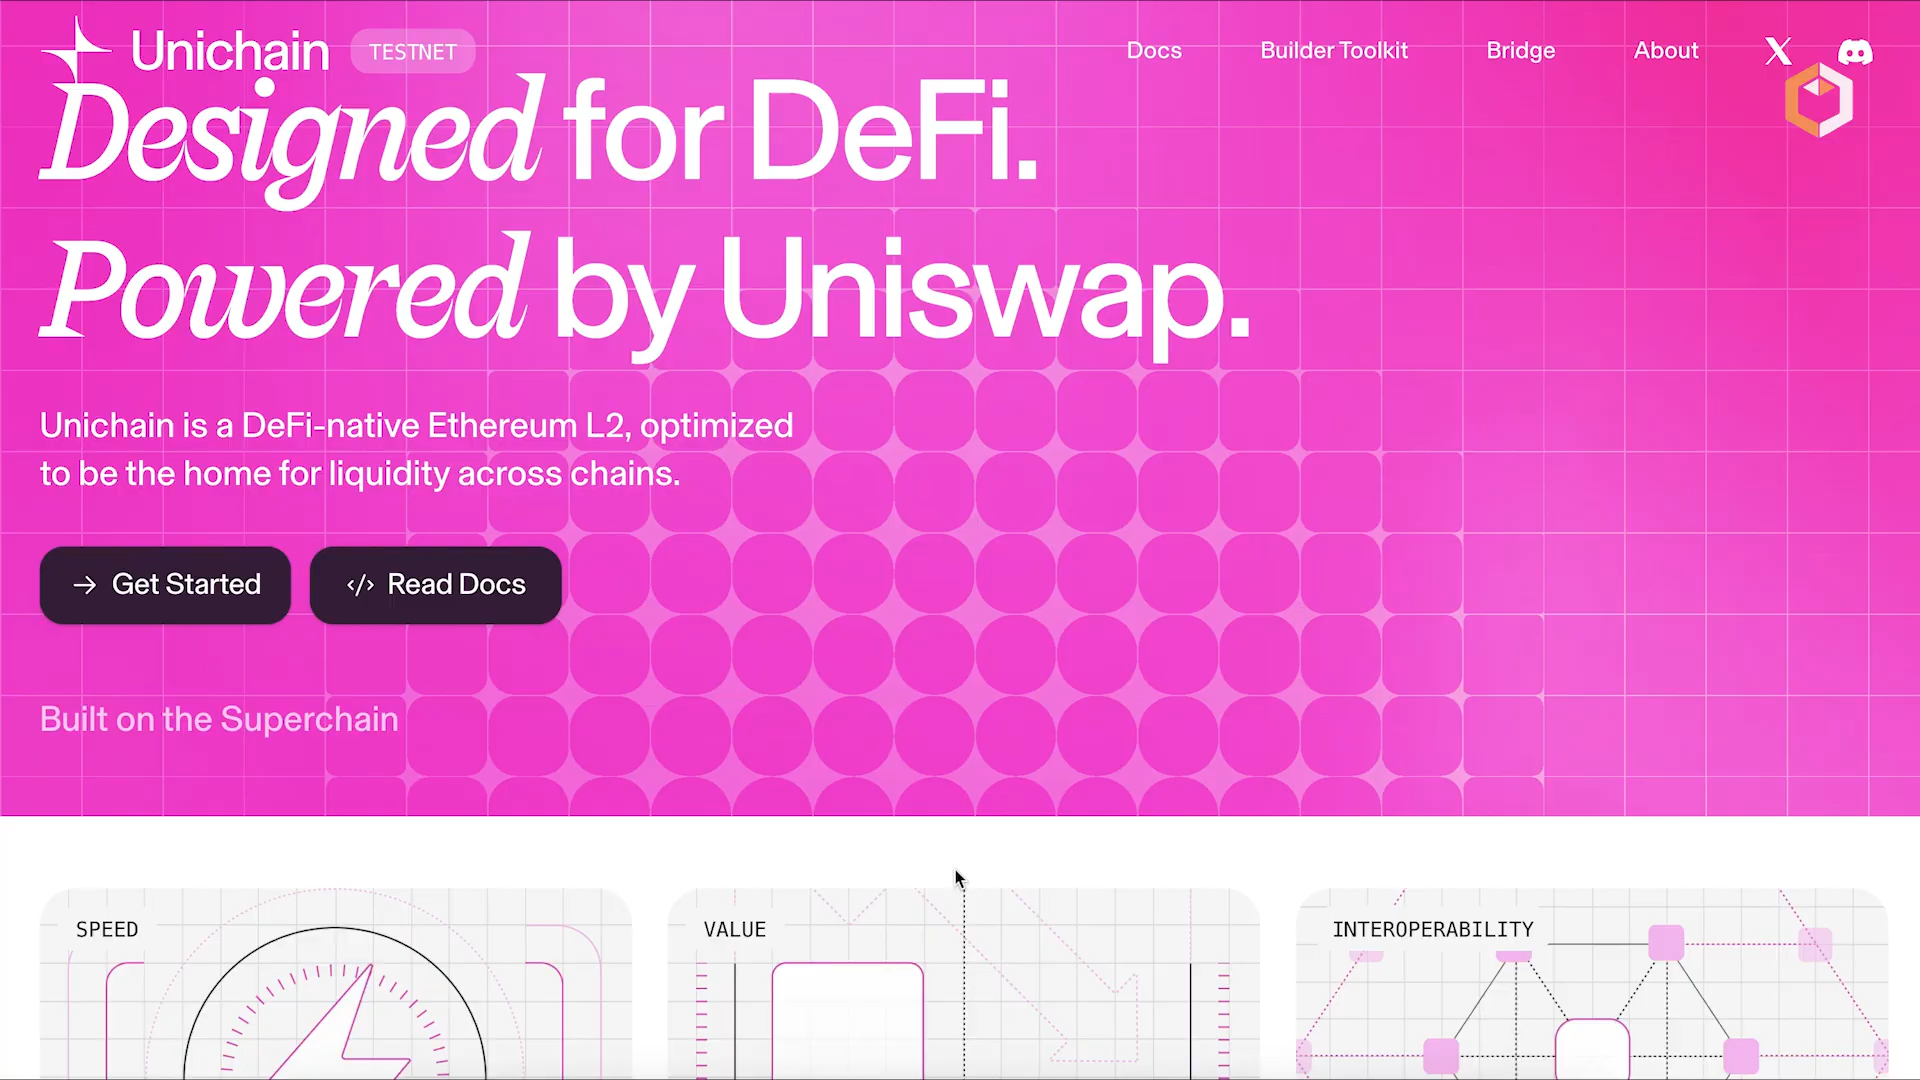 Unichain TESTNET Docs Builder Toolkit Bridge About
Designed for DeFi.
Powered by Uniswap.
Unichain is a DeFi-native Ethereum L2, optimized
to be the home for liquidity across chains.
→ Get Started </> Read Docs
Built on the Superchain
SPEED VALUE INTEROPERABILITY